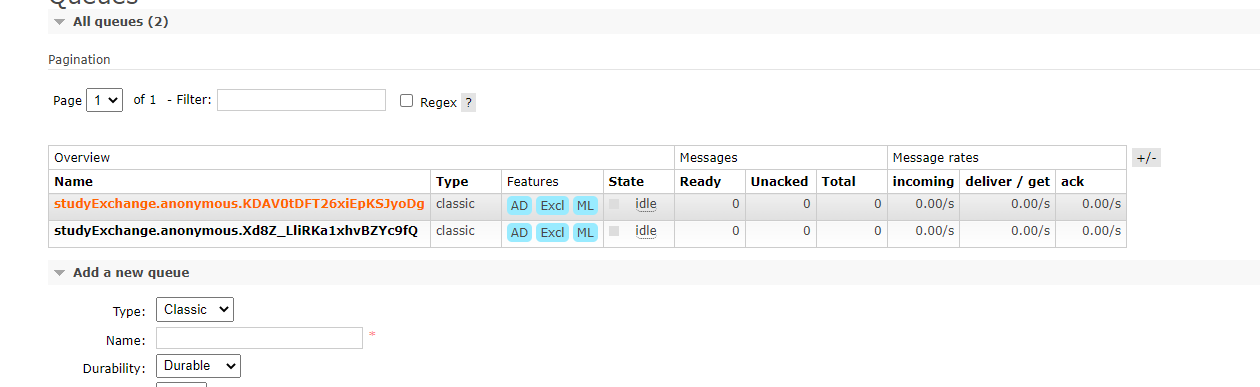 Queues
All queues (2)
Pagination
Page 1 of 1 - Filter: Regex ?
Overview Messages Message rates +/-
Name Type Features State Ready Unacked Total incoming deliver / get ack
studyExchange.anonymous.KDAV0tDFT26xiEpKSJyoDg classic AD Excl ML idle 0 0 0 0.00/s 0.00/s 0.00/s
studyExchange.anonymous.Xd8Z_LliRKa1xhvBZYc9fQ classic AD Excl ML idle 0 0 0 0.00/s 0.00/s 0.00/s
Add a new queue
Type: Classic
Name: *
Durability: Durable